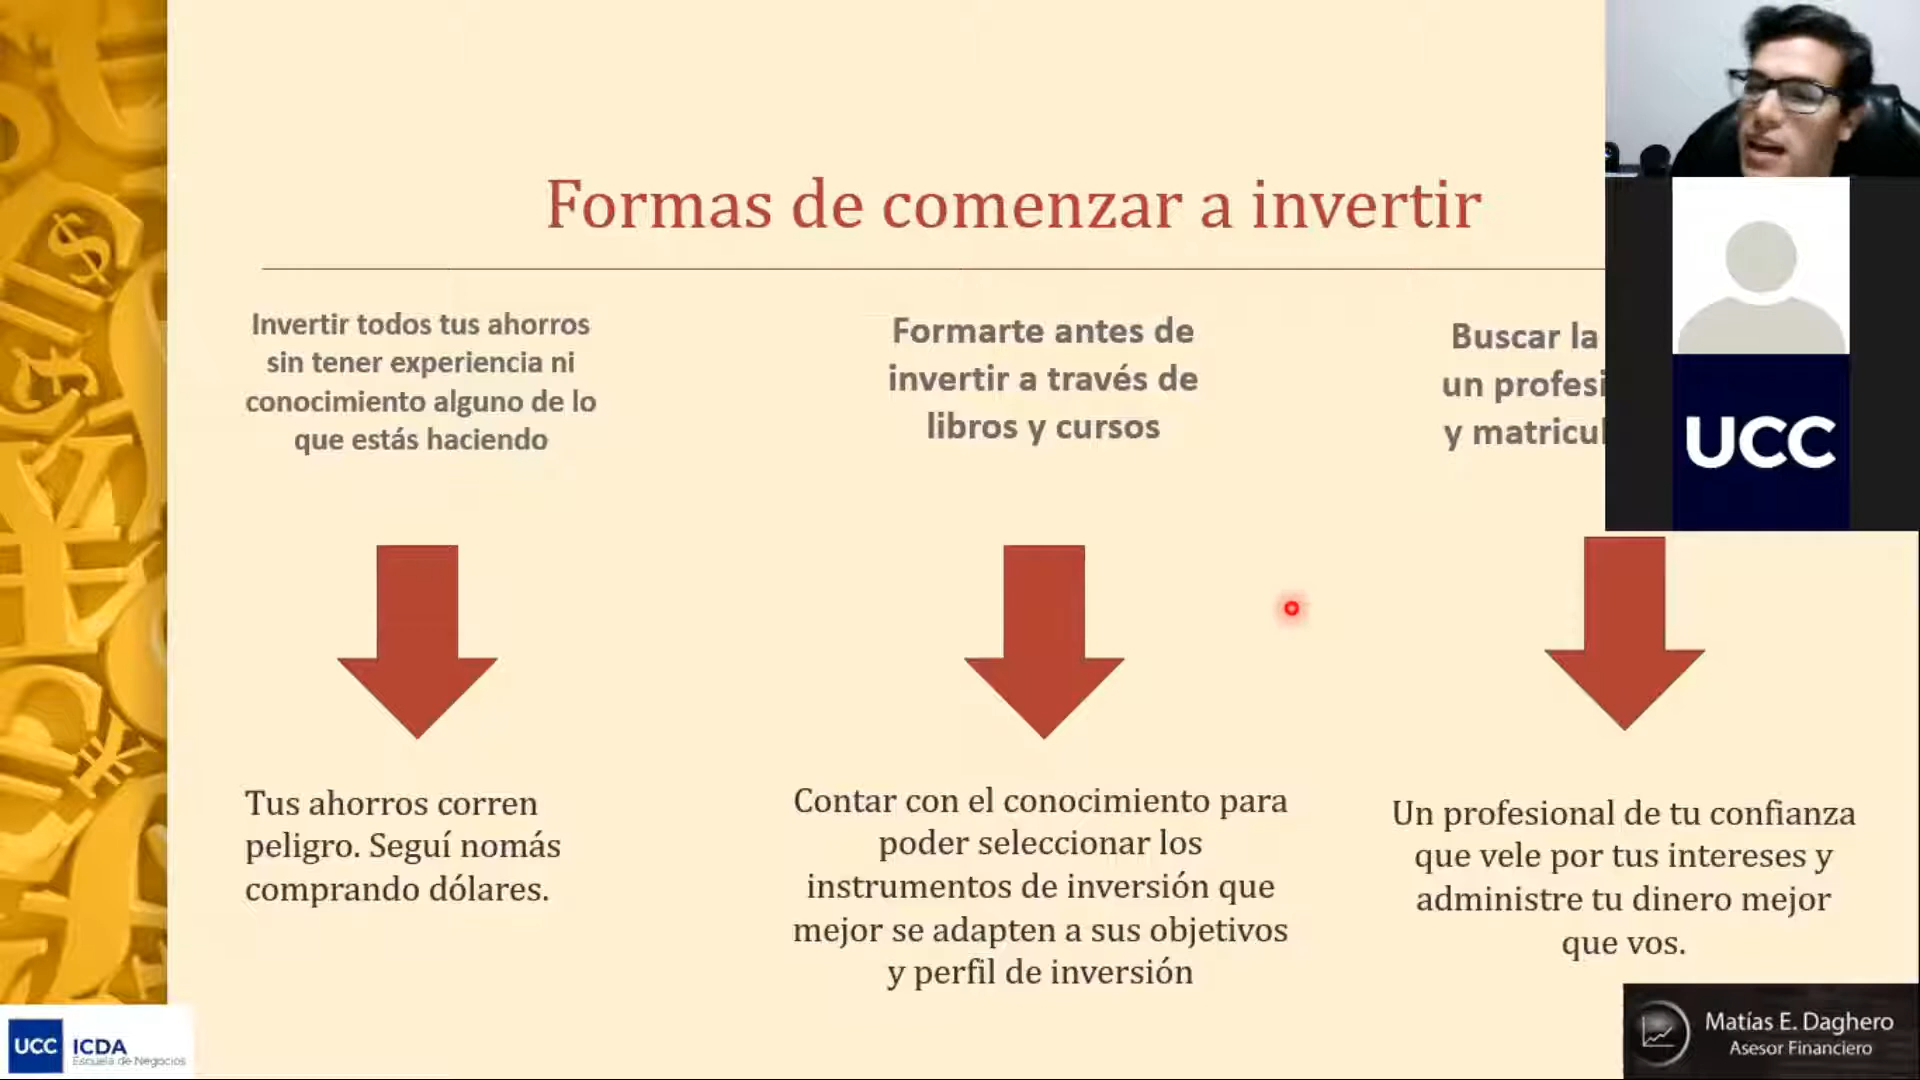 Formas de comenzar a invertir
Invertir todos tus ahorros
sin tener experiencia ni
conocimiento alguno de lo
que estás haciendo
Formarte antes de
invertir a través de
libros y cursos
Buscar la
un
y
Tus ahorros corren
peligro. Seguí nomás
comprando dólares.
Contar con el conocimiento para
poder seleccionar los
instrumentos de inversión que
mejor se adapten a sus objetivos
y perfil de inversión
Un profesional de tu confianza
que vele por tus intereses y
administre tu dinero mejor
que vos.
UCC
UCC
ICDA
Escuela de Negocios
Matías E. Daghero
Asesor Financiero